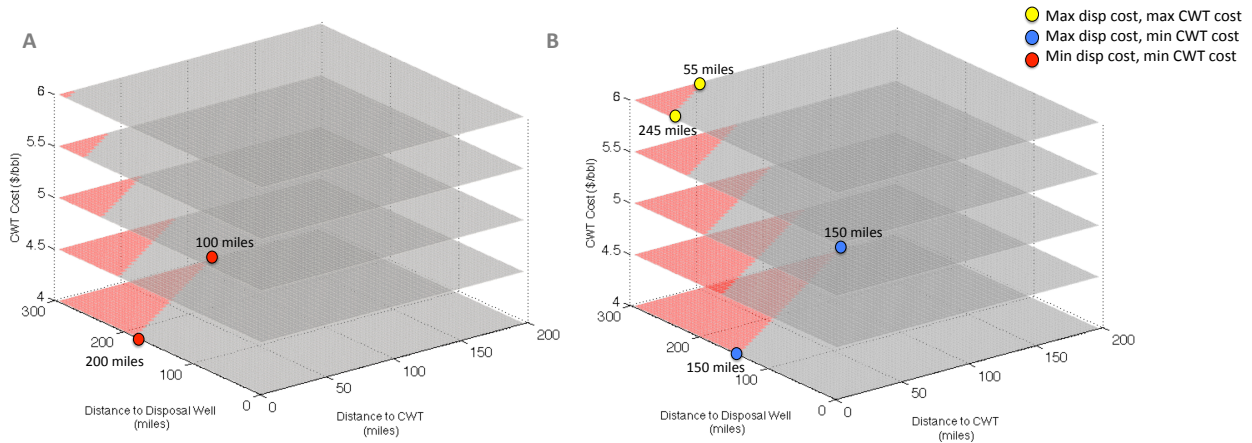 A
6
5.5
5
4.5
4
CWT Cost ($/bbl)
300
200
100
0
Distance to Disposal Well
(miles)
0
50
100
150
200
Distance to CWT
(miles)
100 miles
200 miles
B
Max disp cost, max CWT cost
Max disp cost, min CWT cost
Min disp cost, min CWT cost
6
5.5
5
4.5
4
CWT Cost ($/bbl)
300
200
100
0
Distance to Disposal Well
(miles)
0
50
100
150
200
Distance to CWT
(miles)
55 miles
245 miles
150 miles
150 miles